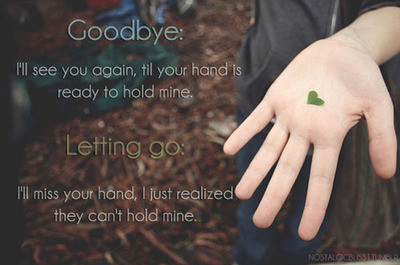 Goodbye:
I'll see you again, til your hand is
ready to hold mine.
Letting go:
I'll miss your hand, I just realized
they can't hold mine.